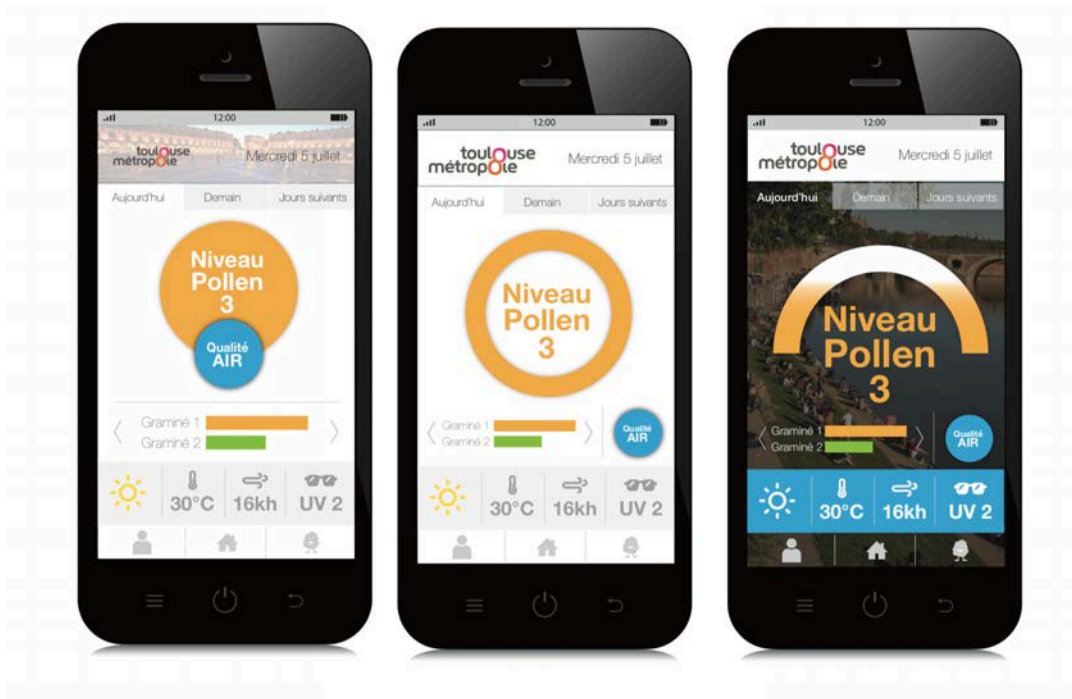 12:00
toulouse
métropole
Mercredi 5 juillet
Aujourd'hui
Demain
Jours suivants
Niveau
Pollen
3
Qualité
AIR
Graminé 1
Graminé 2
30°C
16kh
UV 2
12:00
toulouse
métropole
Mercredi 5 juillet
Aujourd'hui
Demain
Jours suivants
Niveau
Pollen
3
Graminé 1
Graminé 2
Qualité
AIR
30°C
16kh
UV 2
12:00
toulouse
métropole
Mercredi 5 juillet
Aujourd'hui
Demain
Jours suivants
Niveau
Pollen
3
Graminé 1
Graminé 2
Qualité
AIR
30°C
16kh
UV 2